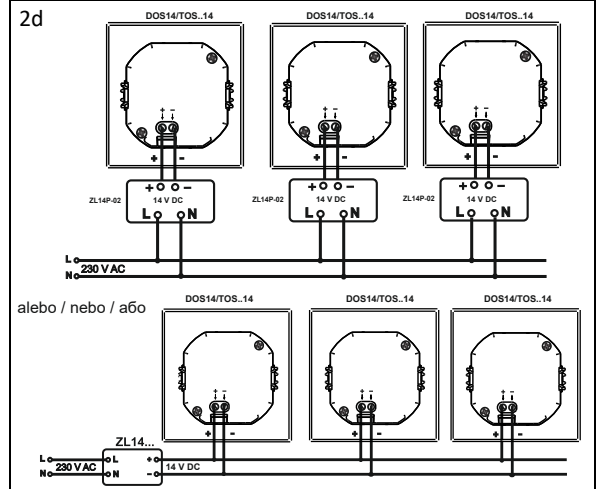 2d
DOS14/TOS..14 DOS14/TOS..14 DOS14/TOS..14
+ − + − + −
+ − + − + −
+ − + − + −
ZL14P-02 14 V DC ZL14P-02 14 V DC ZL14P-02 14 V DC
L N L N L N
L
230 V AC
N
alebo / nebo / або
DOS14/TOS..14 DOS14/TOS..14 DOS14/TOS..14
+ − + − + −
+ − + − + −
ZL14...
L L +
230 V AC 14 V DC
N N −